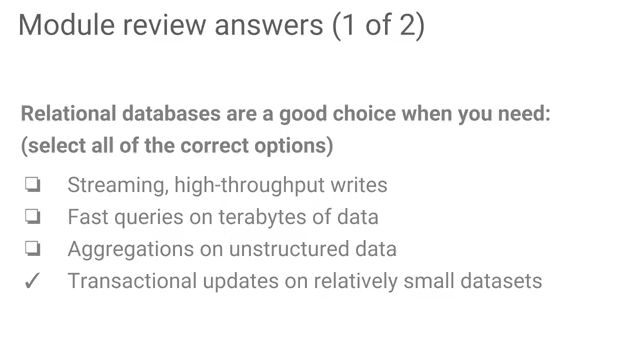 Module review answers (1 of 2)
Relational databases are a good choice when you need:
(select all of the correct options)
❏ Streaming, high-throughput writes
❏ Fast queries on terabytes of data
❏ Aggregations on unstructured data
✓ Transactional updates on relatively small datasets